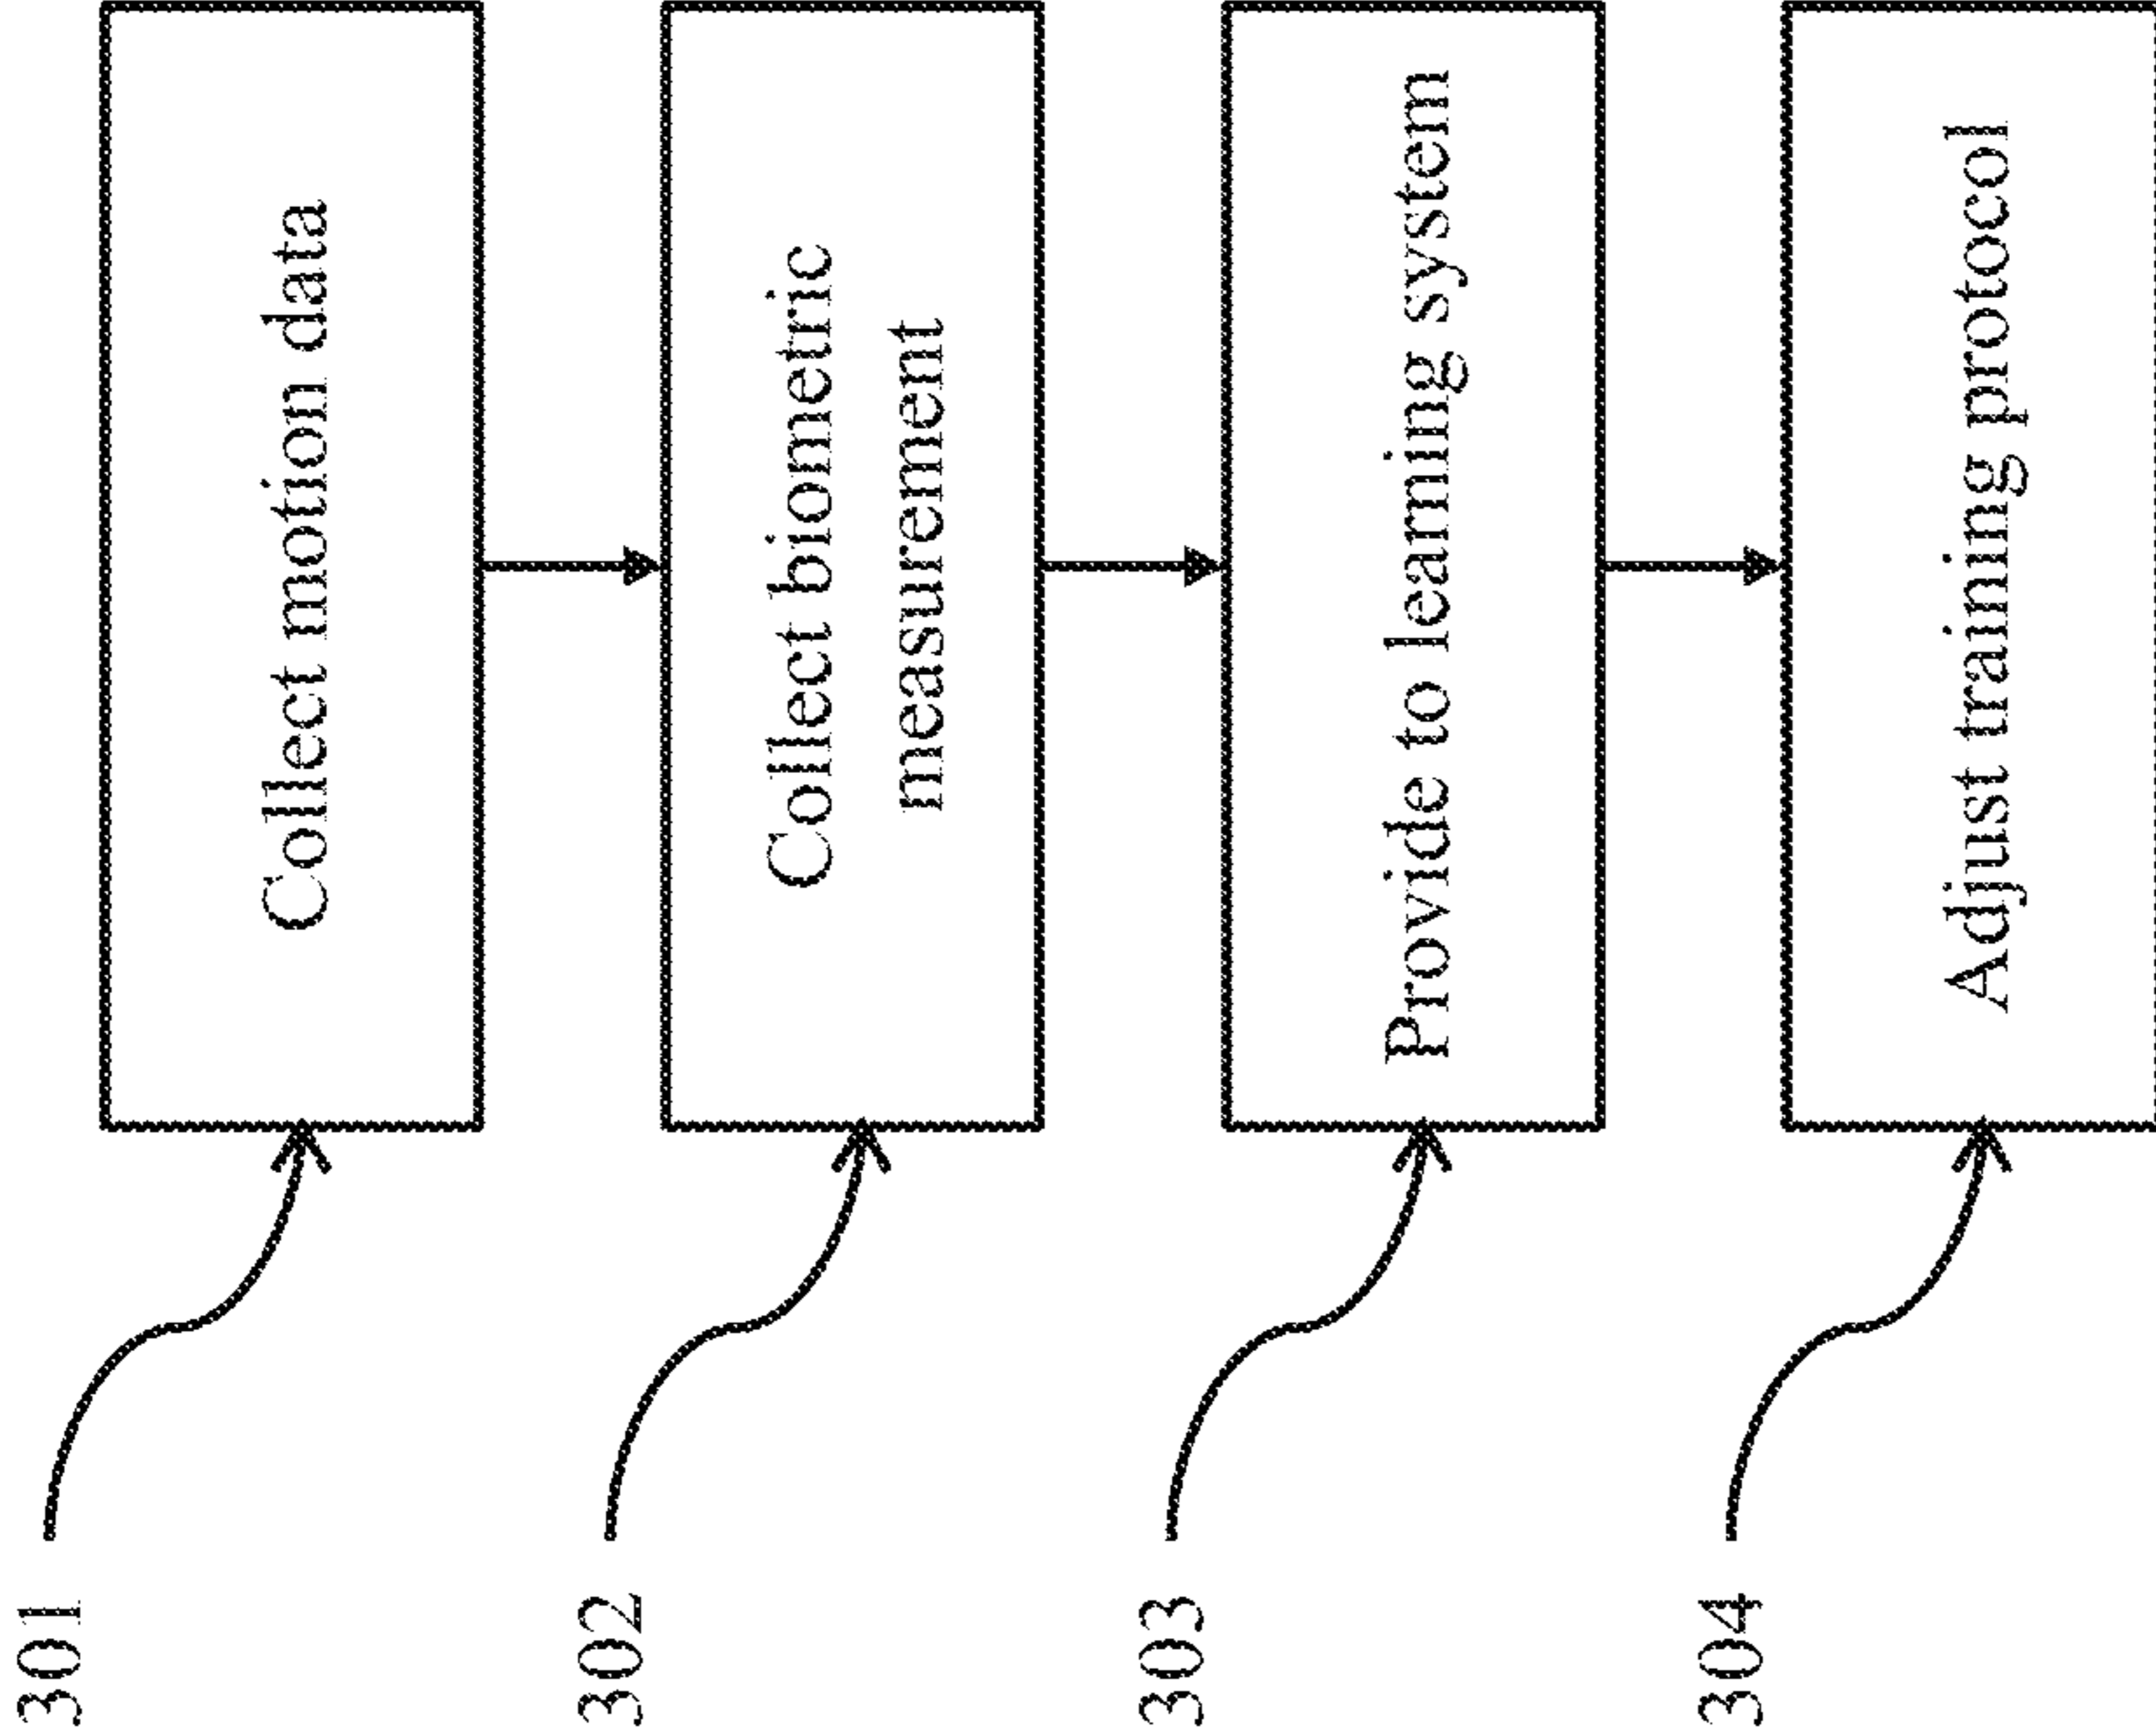 301
Collect motion data
302
Collect biometric
measurement
303
Provide to learning system
304
Adjust training protocol